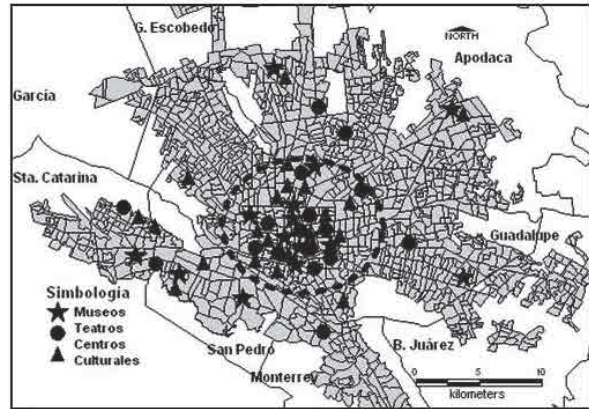 G. Escobedo
NORTH
Apodaca
García
Sta. Catarina
Guadalupe
Simbología
Museos
Teatros
Centros
Culturales
San Pedro
B. Juárez
Monterrey
0 5 10
kilometers